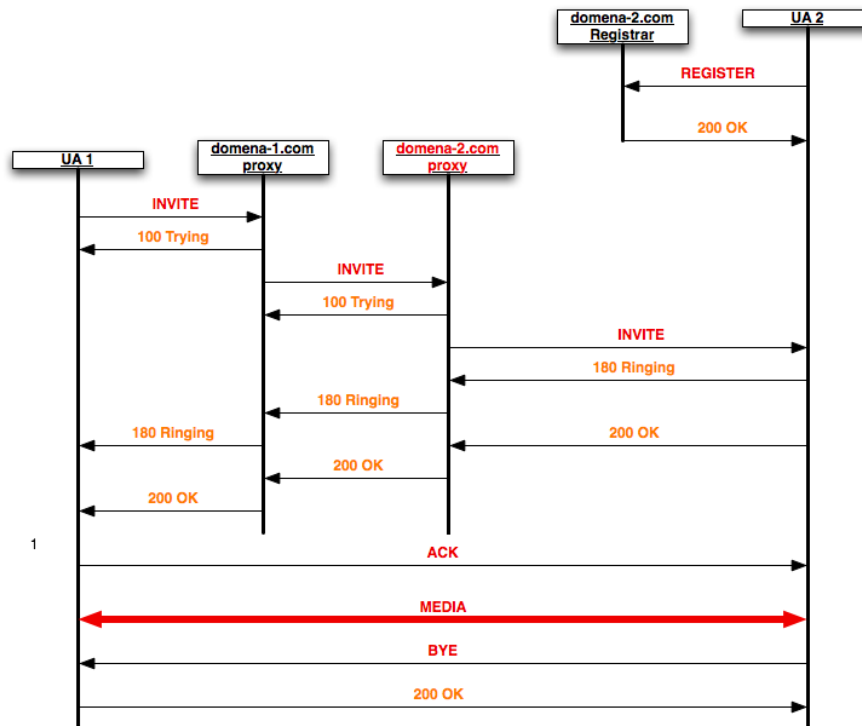 domena-2.com
Registrar
UA 2
REGISTER
200 OK
UA 1
domena-1.com
proxy
domena-2.com
proxy
INVITE
100 Trying
INVITE
100 Trying
INVITE
180 Ringing
180 Ringing
180 Ringing
200 OK
200 OK
200 OK
1
ACK
MEDIA
BYE
200 OK